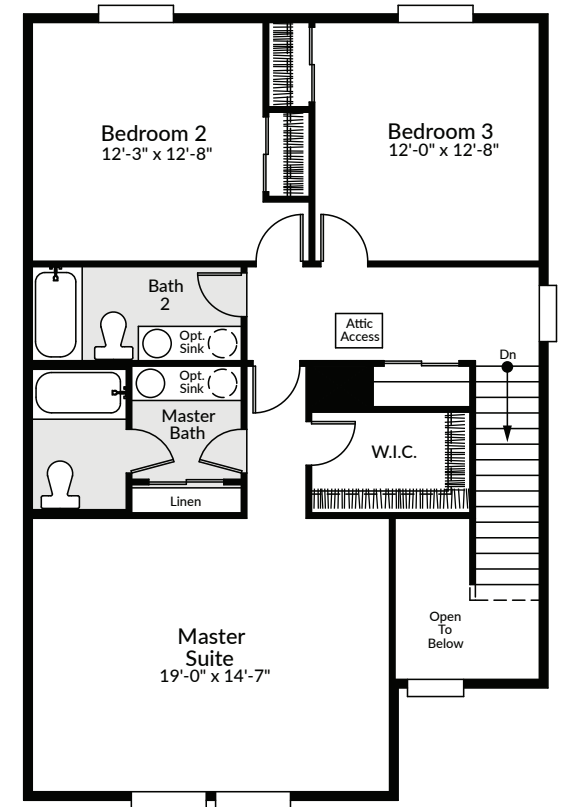 Bedroom 2
12'-3" x 12'-8"
Bedroom 3
12'-0" x 12'-8"
Bath
2
Opt.
Sink
Attic
Access
Dn
Opt.
Sink
Master
Bath
W.I.C.
Linen
Open
To
Below
Master
Suite
19'-0" x 14'-7"